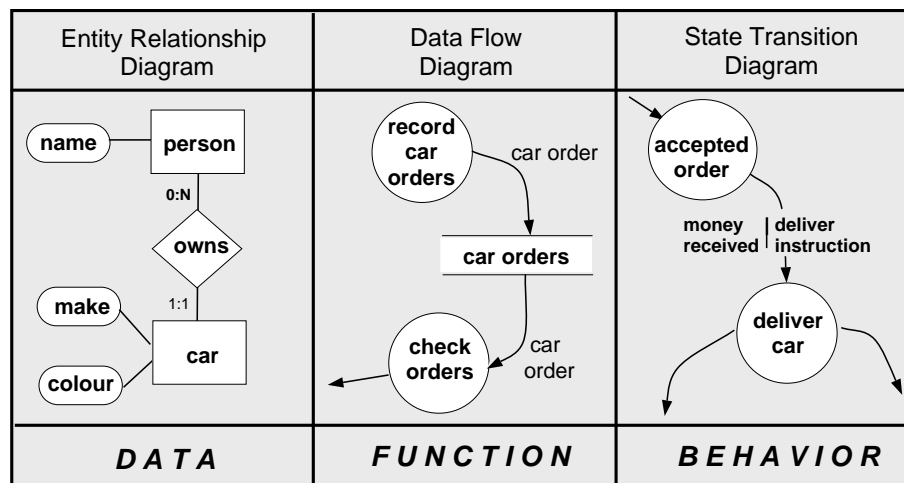 Entity Relationship
Diagram
Data Flow
Diagram
State Transition
Diagram
name
person
0:N
owns
1:1
make
car
colour
record
car
orders
car order
car orders
check
orders
car
order
accepted
order
money
received
deliver
instruction
deliver
car
DATA
FUNCTION
BEHAVIOR